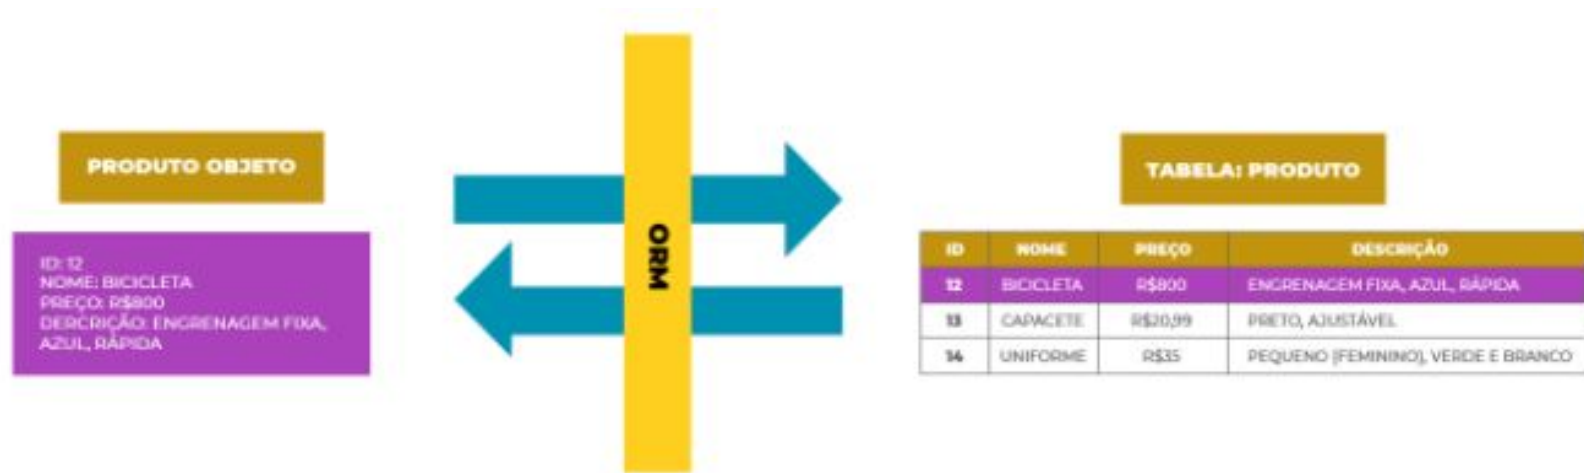 PRODUTO OBJETO
ID: 12
NOME: BICICLETA
PREÇO: R$800
DERCRIÇÃO: ENGRENAGEM FIXA,
AZUL, RÁPIDA
ORM
TABELA: PRODUTO
ID NOME PREÇO DESCRIÇÃO
12 BICICLETA R$800 ENGRENAGEM FIXA, AZUL, RÁPIDA
13 CAPACETE R$20,99 PRETO, AJUSTÁVEL
14 UNIFORME R$35 PEQUENO (FEMININO), VERDE E BRANCO